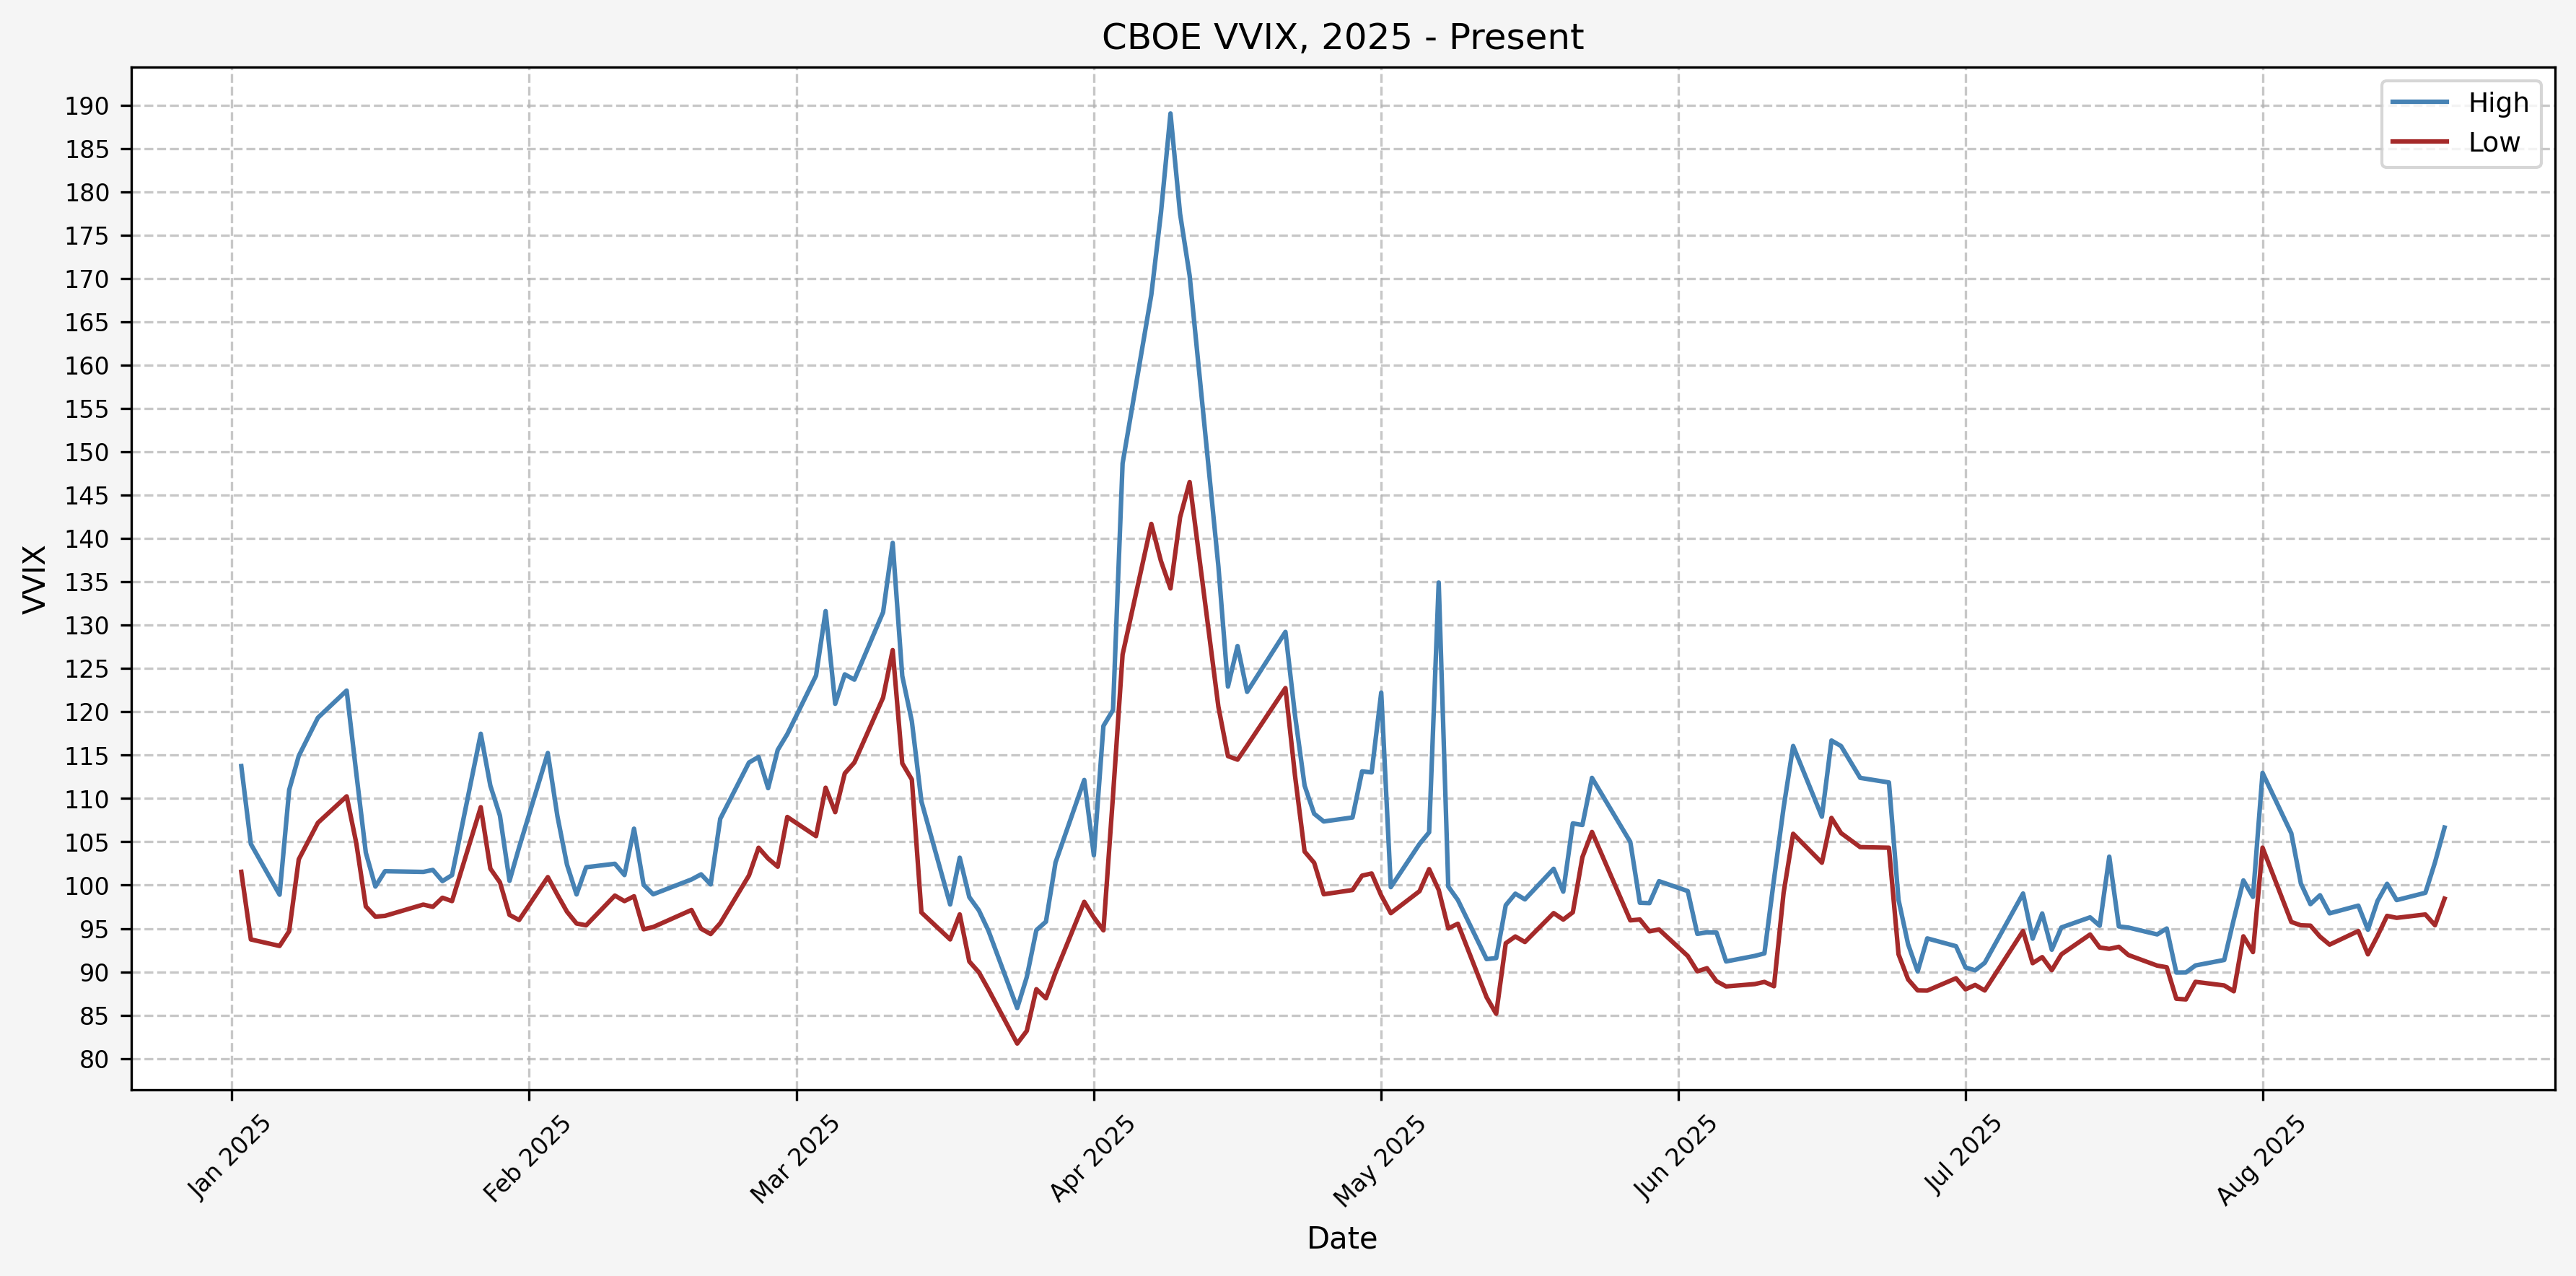 CBOE VVIX, 2025 - Present
High
Low
VVIX
190
185
180
175
170
165
160
155
150
145
140
135
130
125
120
115
110
105
100
95
90
85
80
Jan 2025
Feb 2025
Mar 2025
Apr 2025
May 2025
Jun 2025
Jul 2025
Aug 2025
Date